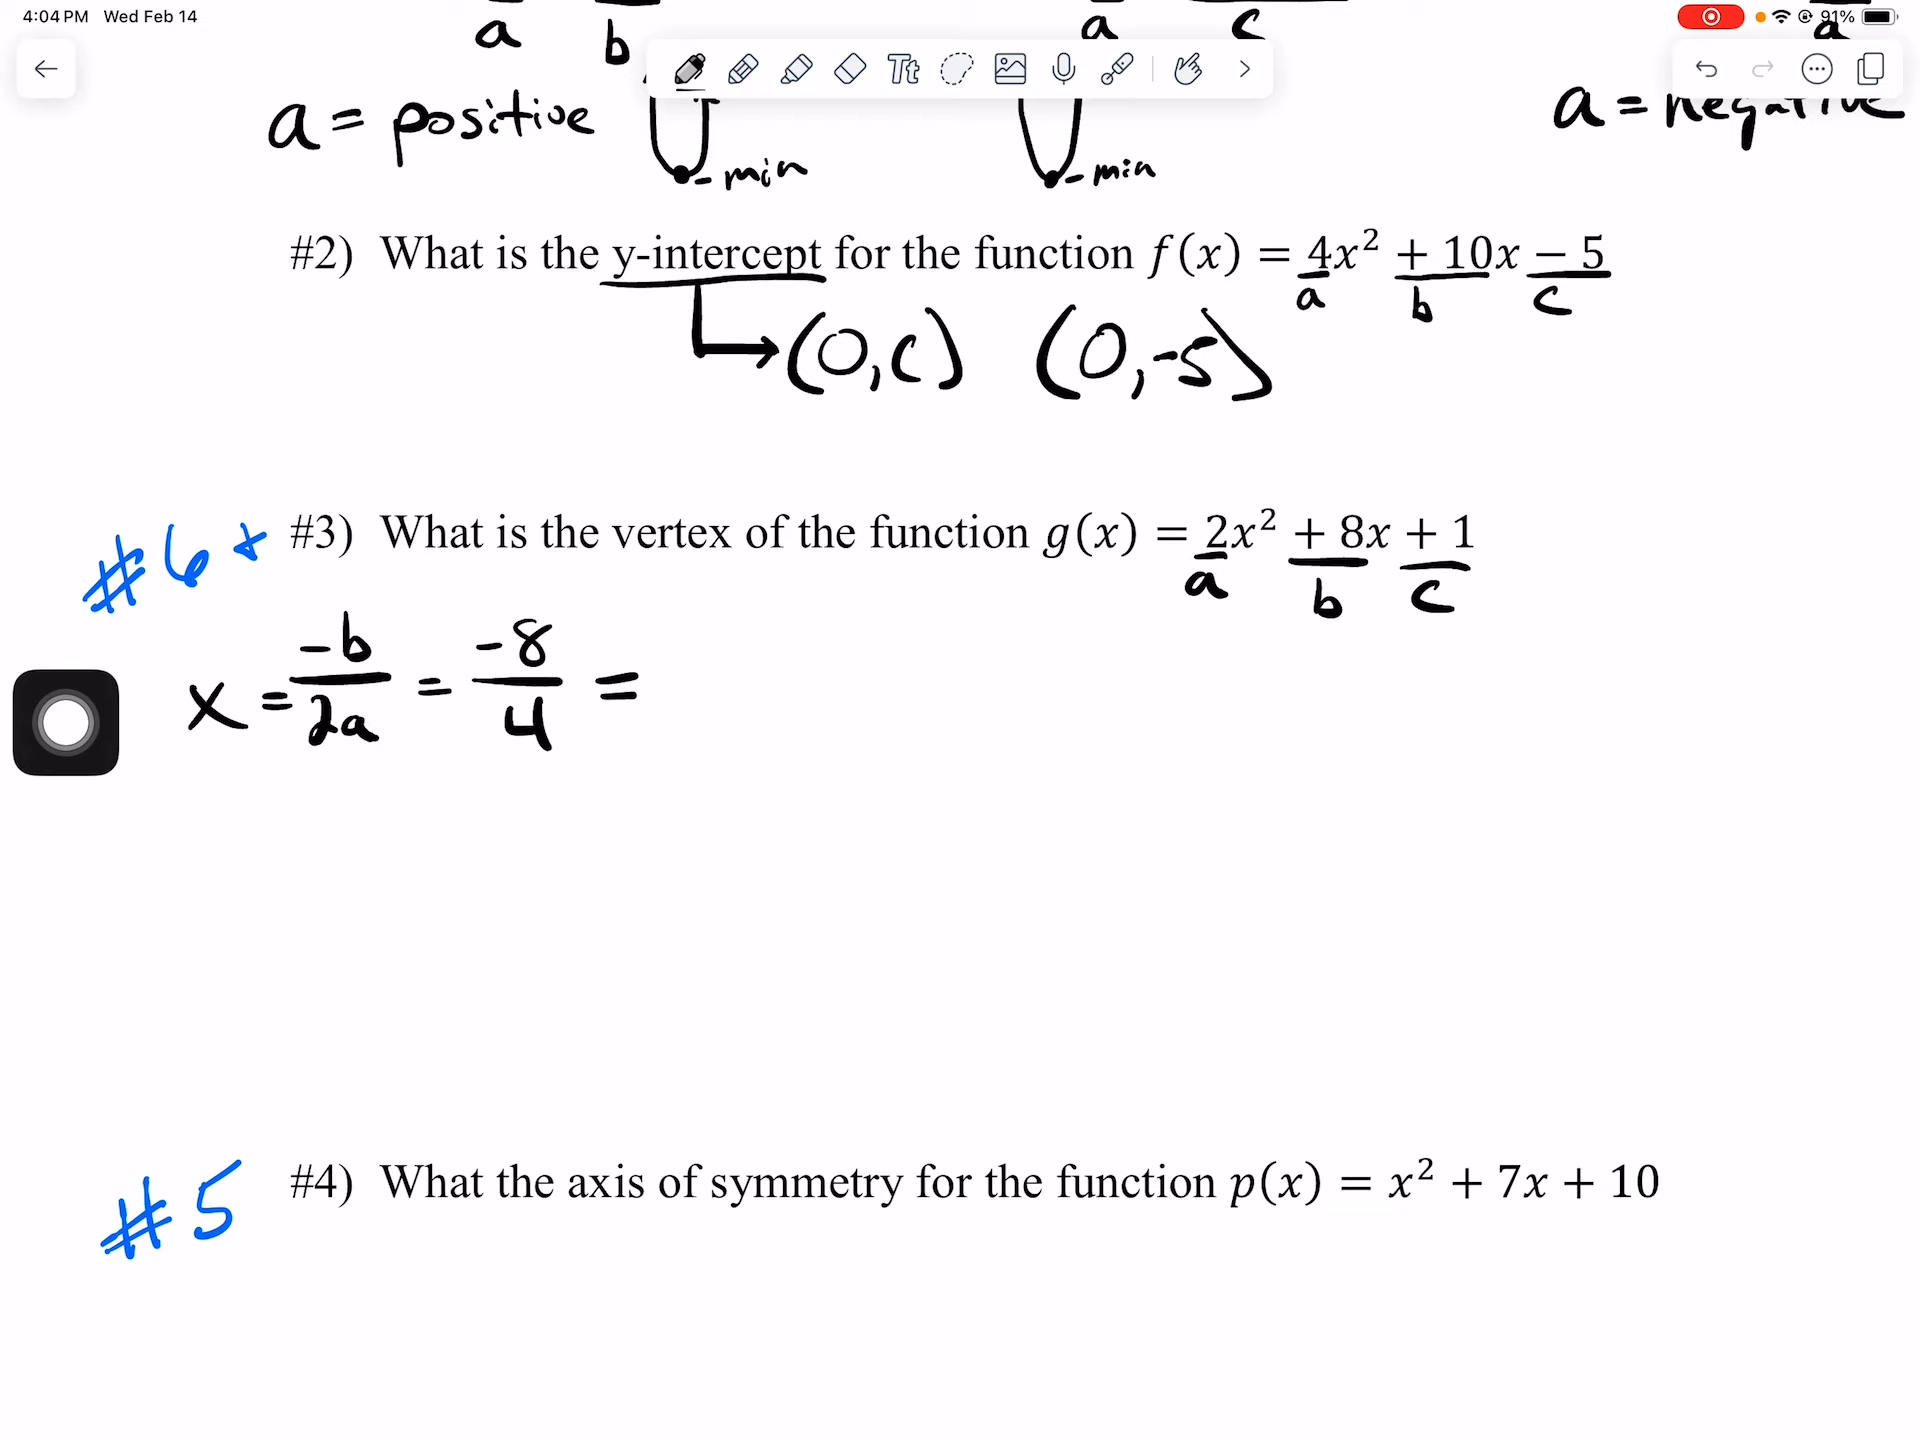 4:04 PM Wed Feb 14
91%
a b a c a
Tt
a = positive - min - min a = negative
#2) What is the y-intercept for the function f(x) = 4x² + 10x − 5
a b c
(0,c) (0,-5)
#6 + #3) What is the vertex of the function g(x) = 2x² + 8x + 1
a b c
x = -b/2a = -8/4 =
#5 #4) What the axis of symmetry for the function p(x) = x² + 7x + 10